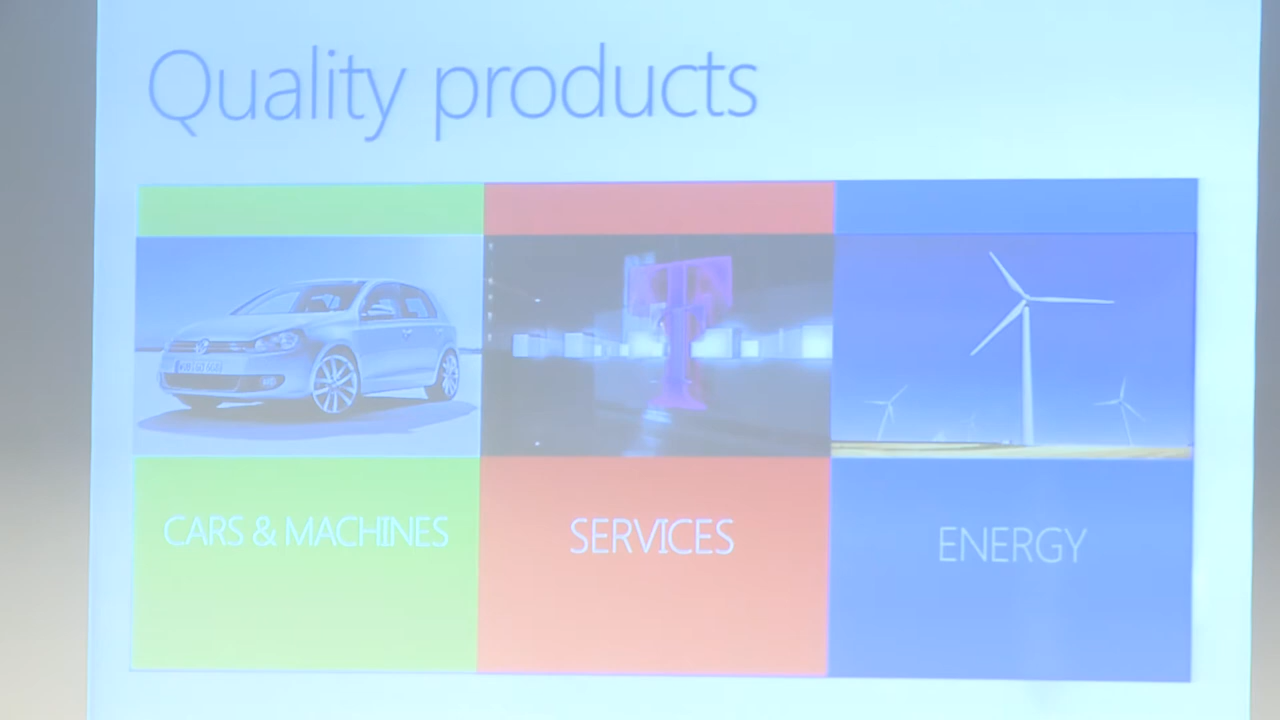 Quality products
T
CARS & MACHINES
SERVICES
ENERGY